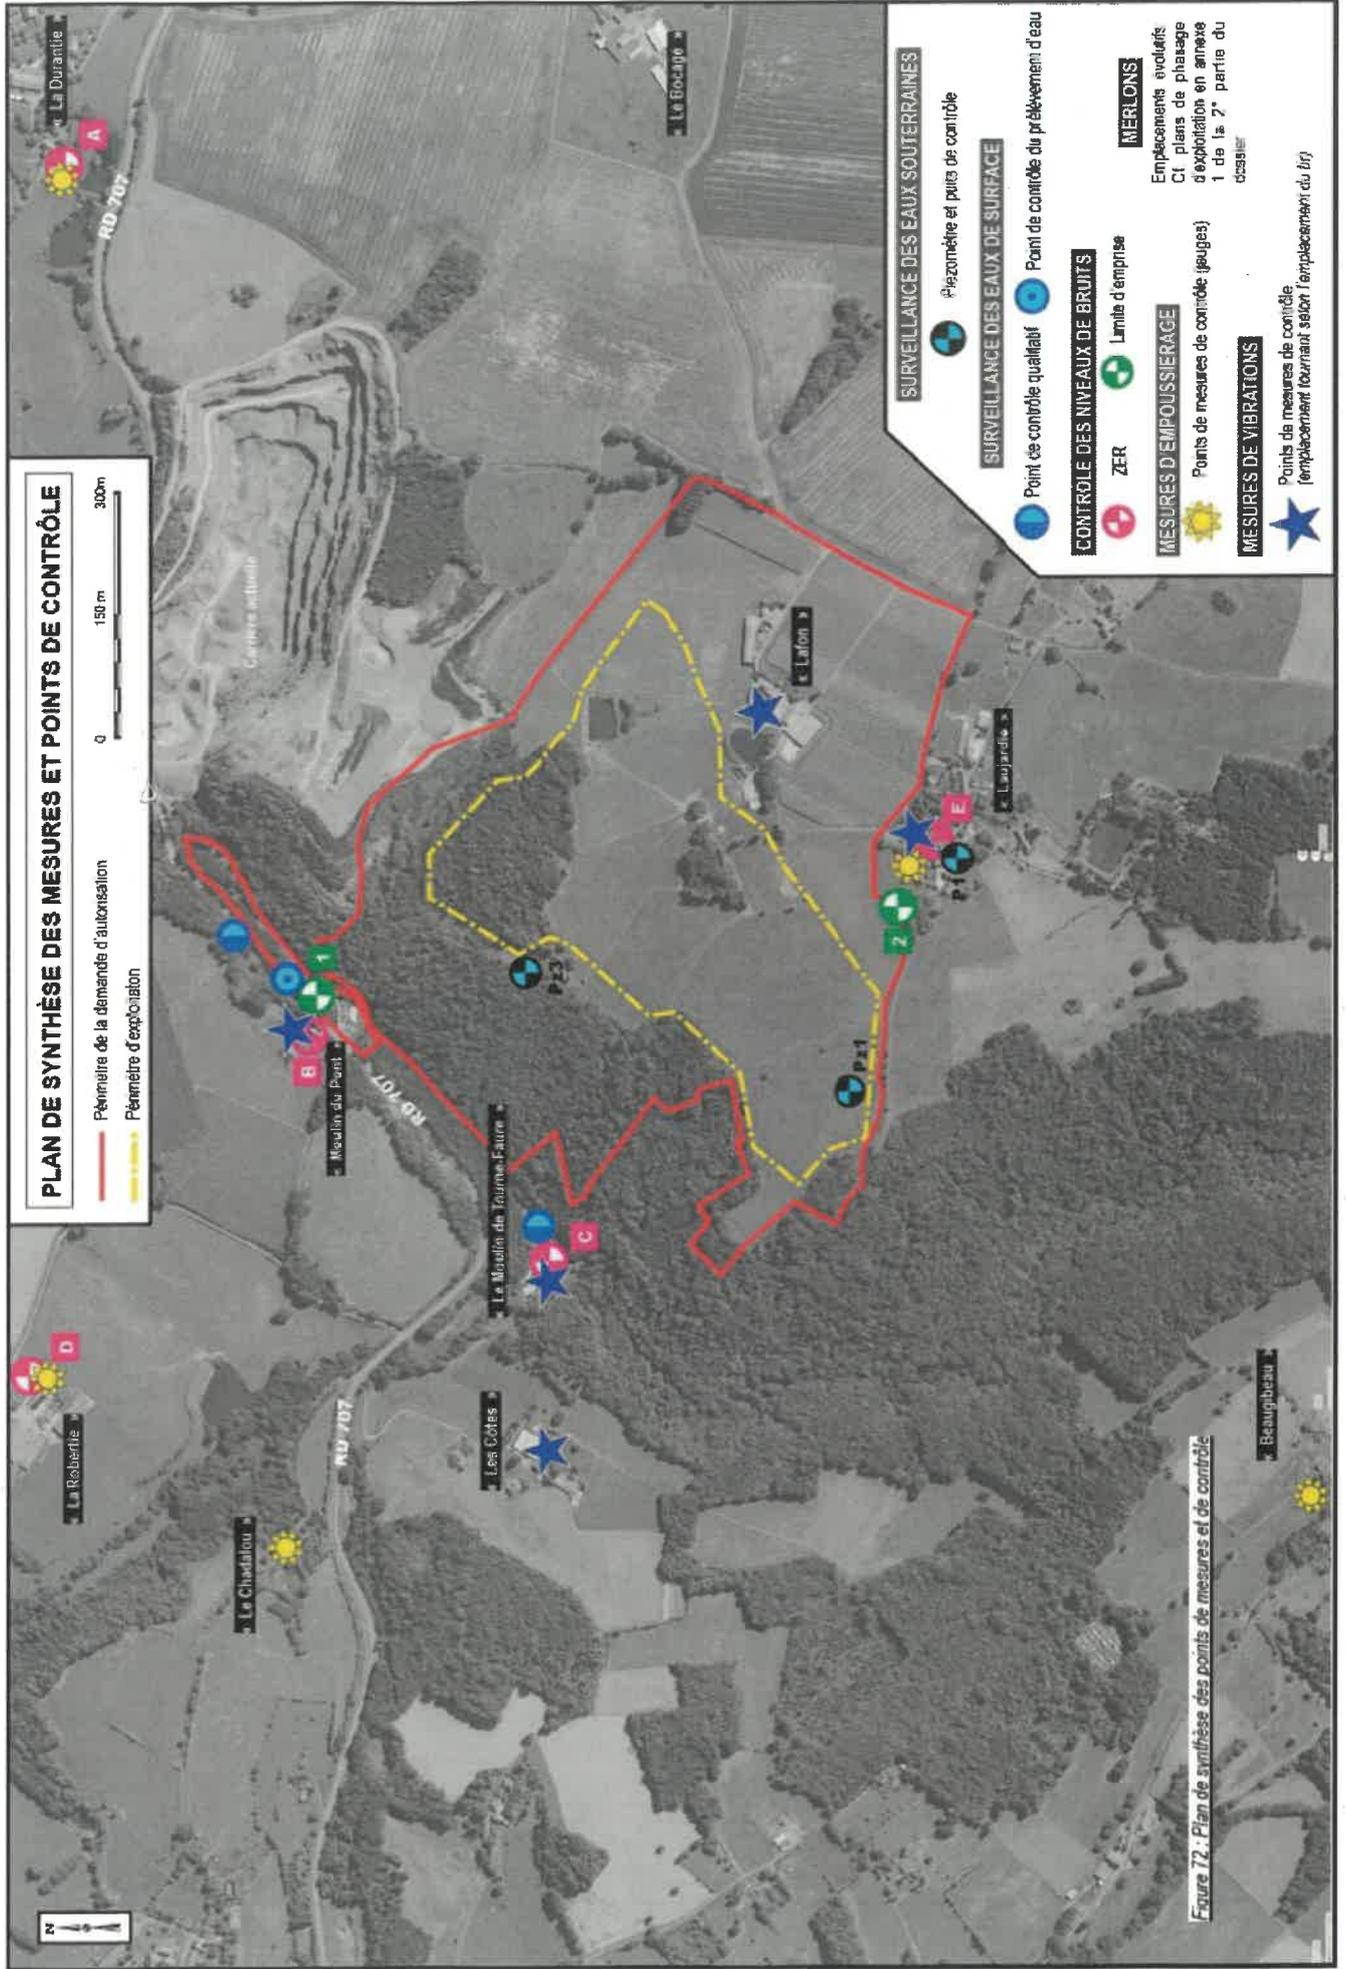 PLAN DE SYNTHÈSE DES MESURES ET POINTS DE CONTRÔLE
Périmètre de la demande d'autorisation
0 150 m 300m
Périmètre d'exploitation
N
« La Robertie »
D
« La Durantie »
A
RD 707
Carrière actuelle
« Le Chadalou »
RD 707
B
1
« Moulin du Pont »
RD 707
« Les Côtes »
« Le Moulin de Tourne-Faure »
C
Pz3
« Le Bocage »
« Lafon »
Pz1
2
P1
E
« Laujardie »
« Beaugibeau »
SURVEILLANCE DES EAUX SOUTERRAINES
Piézomètre et puits de contrôle
SURVEILLANCE DES EAUX DE SURFACE
Point de contrôle qualitatif
Point de contrôle du prélèvement d'eau
CONTROLE DES NIVEAUX DE BRUITS
ZER
Limite d'emprise
MESURES D'EMPOUSSIERAGE
Points de mesures de contrôle (jauges)
MESURES DE VIBRATIONS
Points de mesures de contrôle
(emplacement tournant selon l'emplacement du tir)
MERLONS
Emplacements évolutifs
Cf plans de phasage
d'exploitation en annexe
1 de la 2° partie du
dossier
Figure 72 : Plan de synthèse des points de mesures et de contrôle